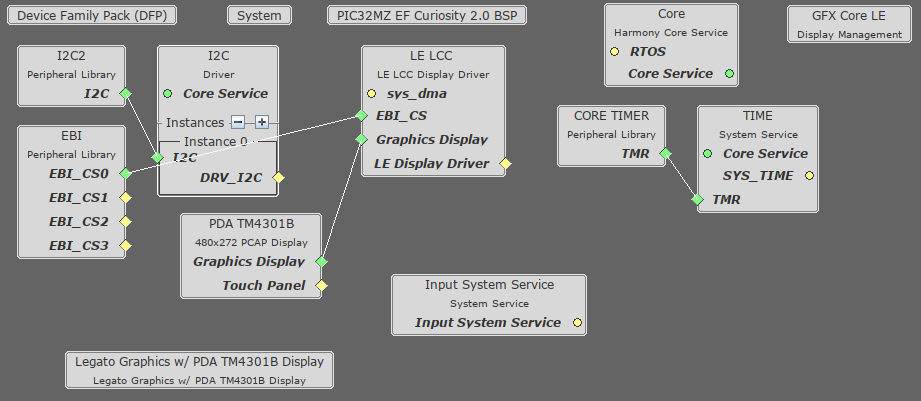 Device Family Pack (DFP)
System
PIC32MZ EF Curiosity 2.0 BSP
Core
Harmony Core Service
RTOS
Core Service
GFX Core LE
Display Management
I2C2
Peripheral Library
I2C
I2C
Driver
Core Service
Instances
Instance 0
I2C
DRV_I2C
LE LCC
LE LCC Display Driver
sys_dma
EBI_CS
Graphics Display
LE Display Driver
EBI
Peripheral Library
EBI_CS0
EBI_CS1
EBI_CS2
EBI_CS3
CORE TIMER
Peripheral Library
TMR
TIME
System Service
Core Service
SYS_TIME
TMR
PDA TM4301B
480x272 PCAP Display
Graphics Display
Touch Panel
Input System Service
System Service
Input System Service
Legato Graphics w/ PDA TM4301B Display
Legato Graphics w/ PDA TM4301B Display